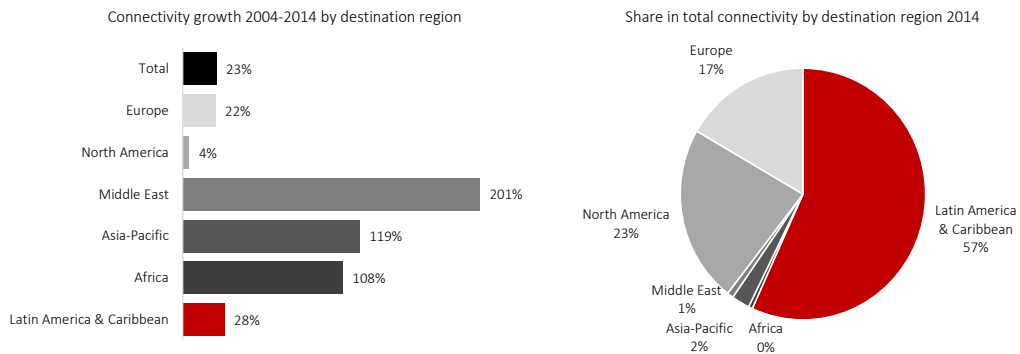 Connectivity growth 2004-2014 by destination region
Total
23%
Europe
22%
North America
4%
Middle East
201%
Asia-Pacific
119%
Africa
108%
Latin America & Caribbean
28%
Share in total connectivity by destination region 2014
Europe
17%
North America
23%
Latin America
& Caribbean
57%
Middle East
1%
Asia-Pacific
2%
Africa
0%